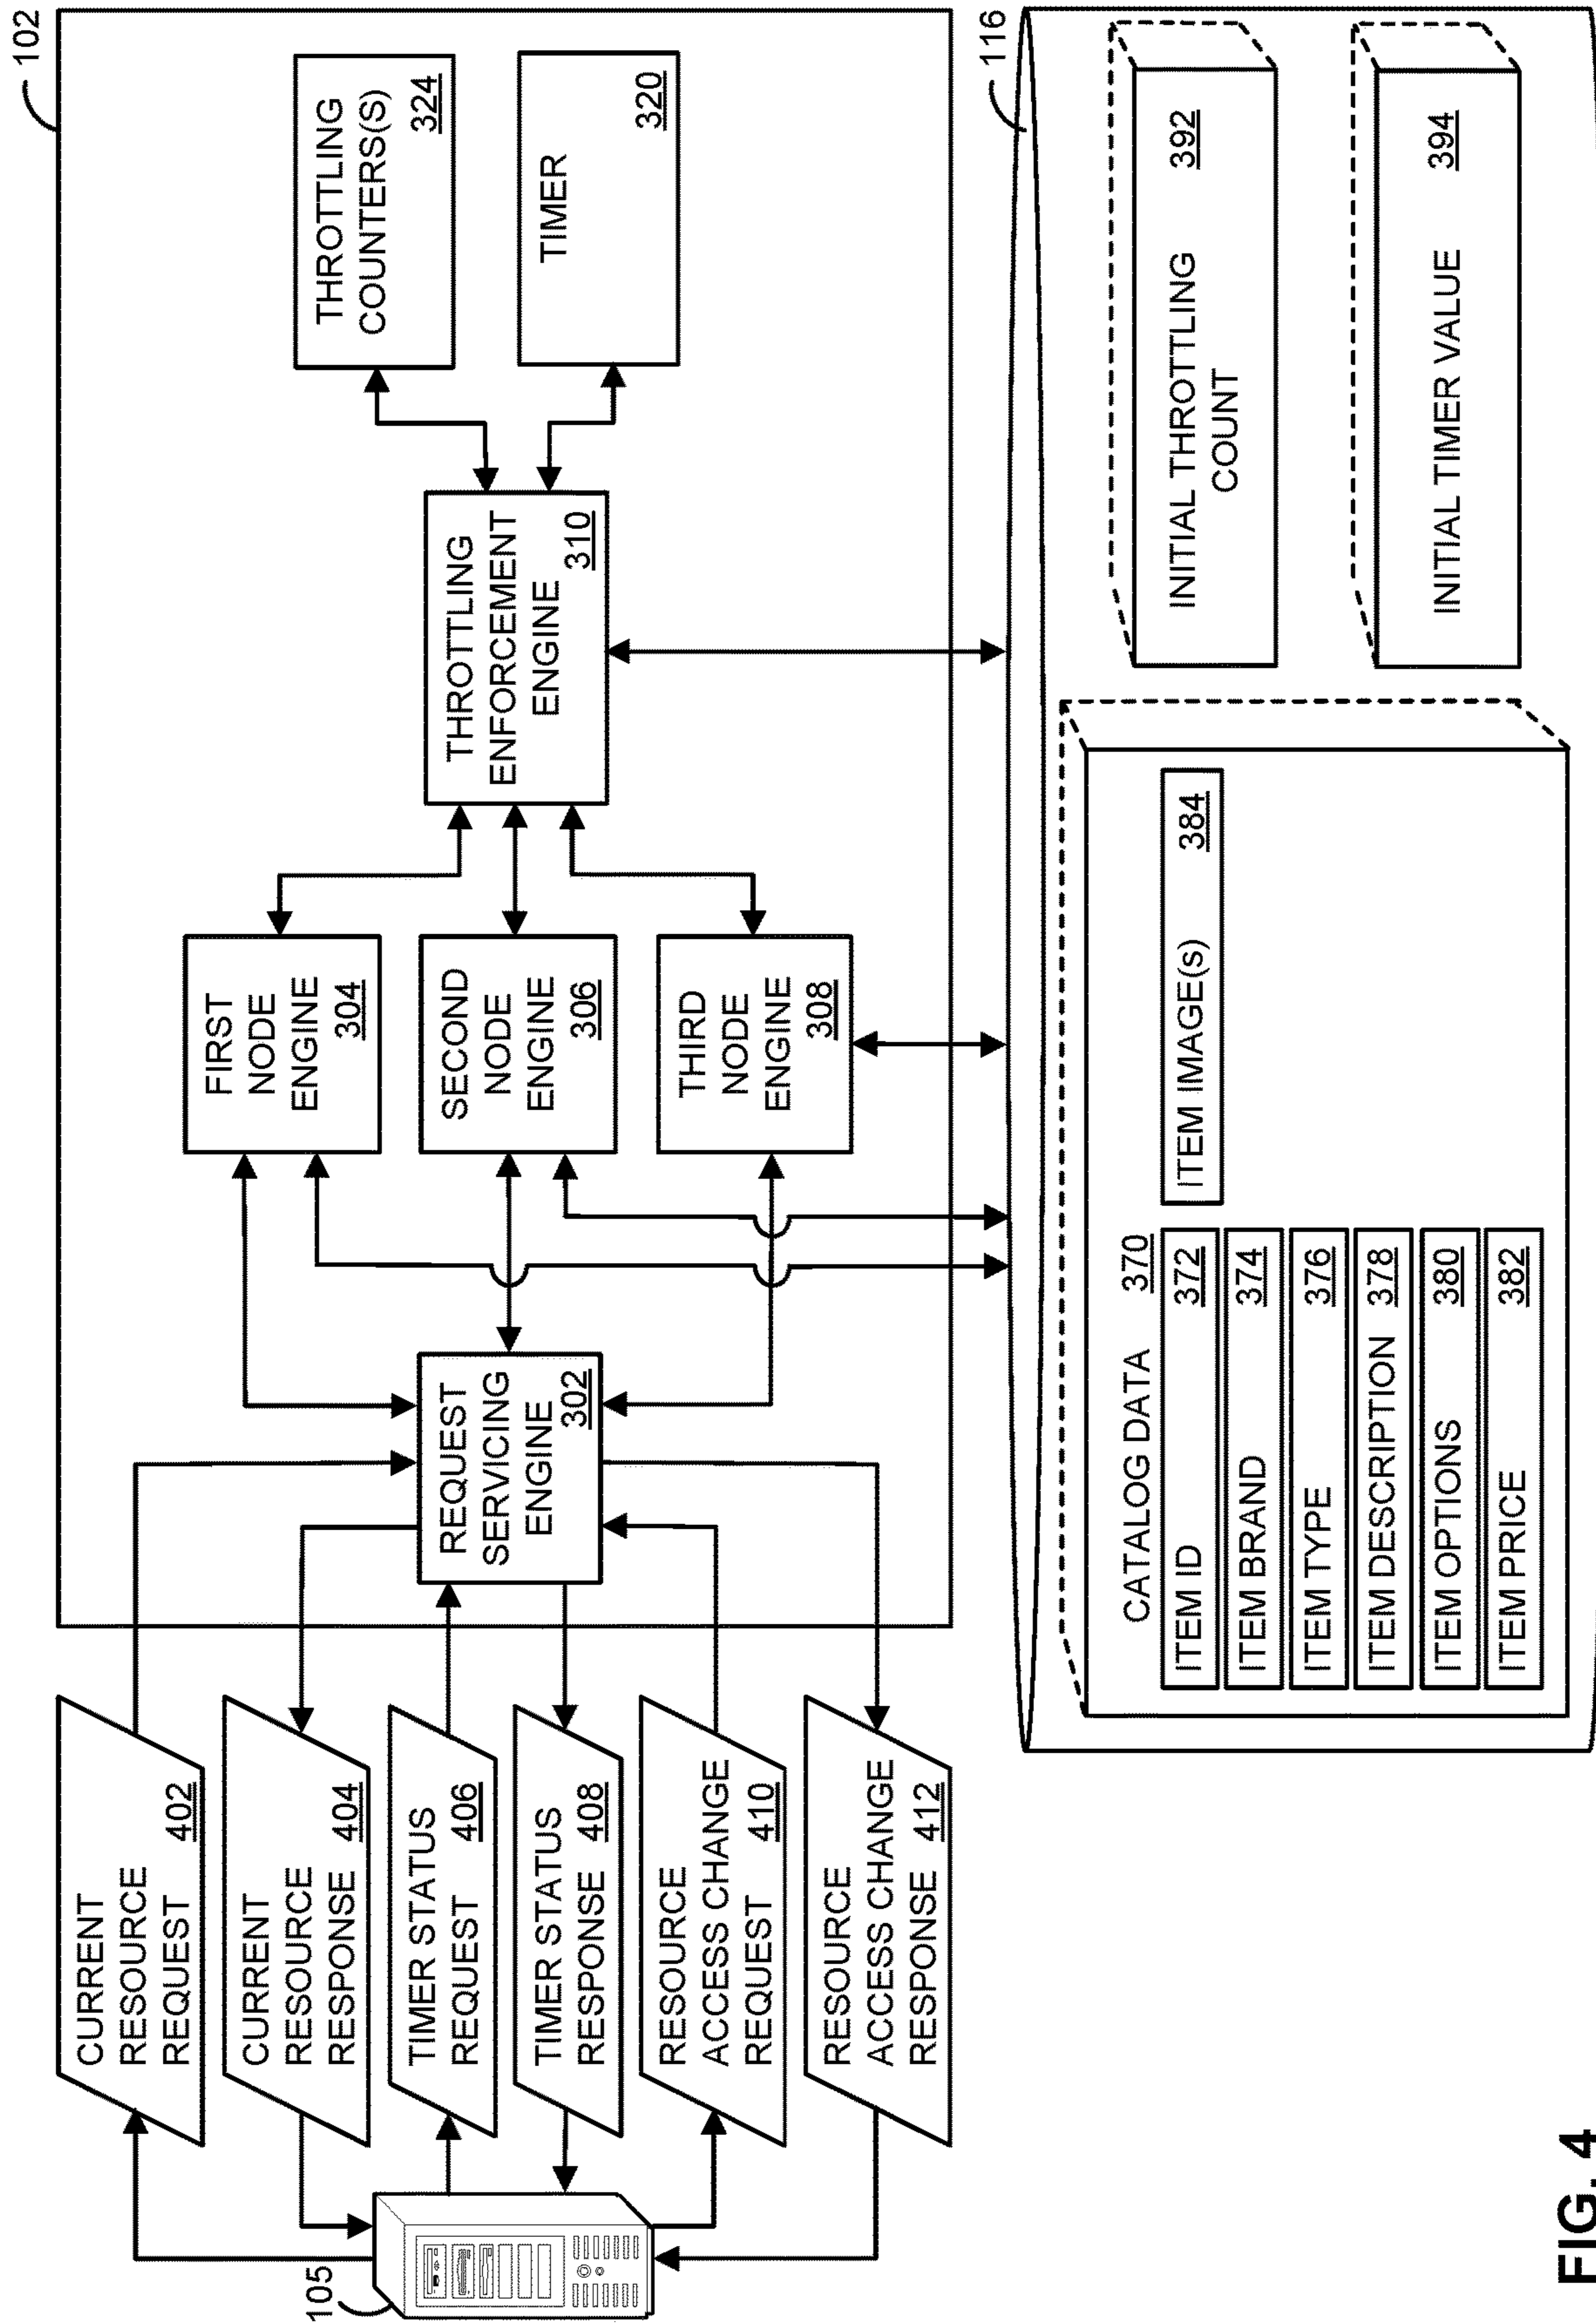 102
105
CURRENT
RESOURCE
REQUEST 402
CURRENT
RESOURCE
RESPONSE 404
TIMER STATUS
REQUEST 406
TIMER STATUS
RESPONSE 408
RESOURCE
ACCESS CHANGE
REQUEST 410
RESOURCE
ACCESS CHANGE
RESPONSE 412
REQUEST
SERVICING
ENGINE
302
FIRST
NODE
ENGINE
304
SECOND
NODE
ENGINE
306
THIRD
NODE
ENGINE
308
THROTTLING
ENFORCEMENT
ENGINE
310
THROTTLING
COUNTERS(S)
324
TIMER
320
116
CATALOG DATA 370
ITEM ID 372
ITEM BRAND 374
ITEM TYPE 376
ITEM DESCRIPTION 378
ITEM OPTIONS 380
ITEM PRICE 382
ITEM IMAGE(s) 384
INITIAL THROTTLING 392
COUNT
INITIAL TIMER VALUE 394
FIG. 4